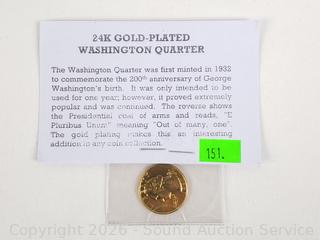 24K GOLD-PLATED
WASHINGTON QUARTER
The Washington Quarter was first minted in 1932
to commemorate the 200th anniversary of George
Washington's birth. It was only intended to be
used for one year; however, it proved extremely
popular and was continued. The reverse shows
the Presidential coat of arms and reads, "E
Pluribus Unum" meaning "Out of many, one".
The gold plating makes this an interesting
addition to any coin collection.
151.
Copyright 2026 - Sound Auction Service